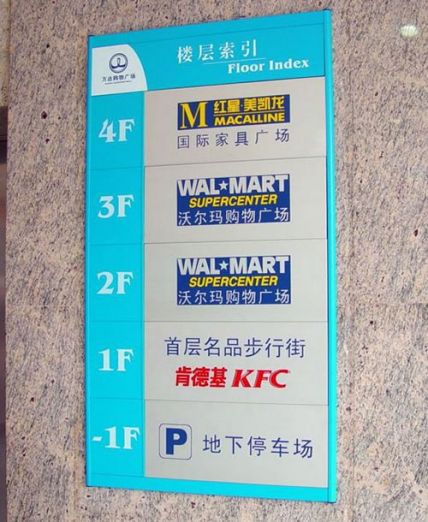 万达购物广场
楼层索引
Floor Index
4F
M 红星·美凯龙
MACALLINE
国际家具广场
3F
WAL★MART
SUPERCENTER
沃尔玛购物广场
2F
WAL★MART
SUPERCENTER
沃尔玛购物广场
1F
首层名品步行街
肯德基 KFC
-1F
P 地下停车场